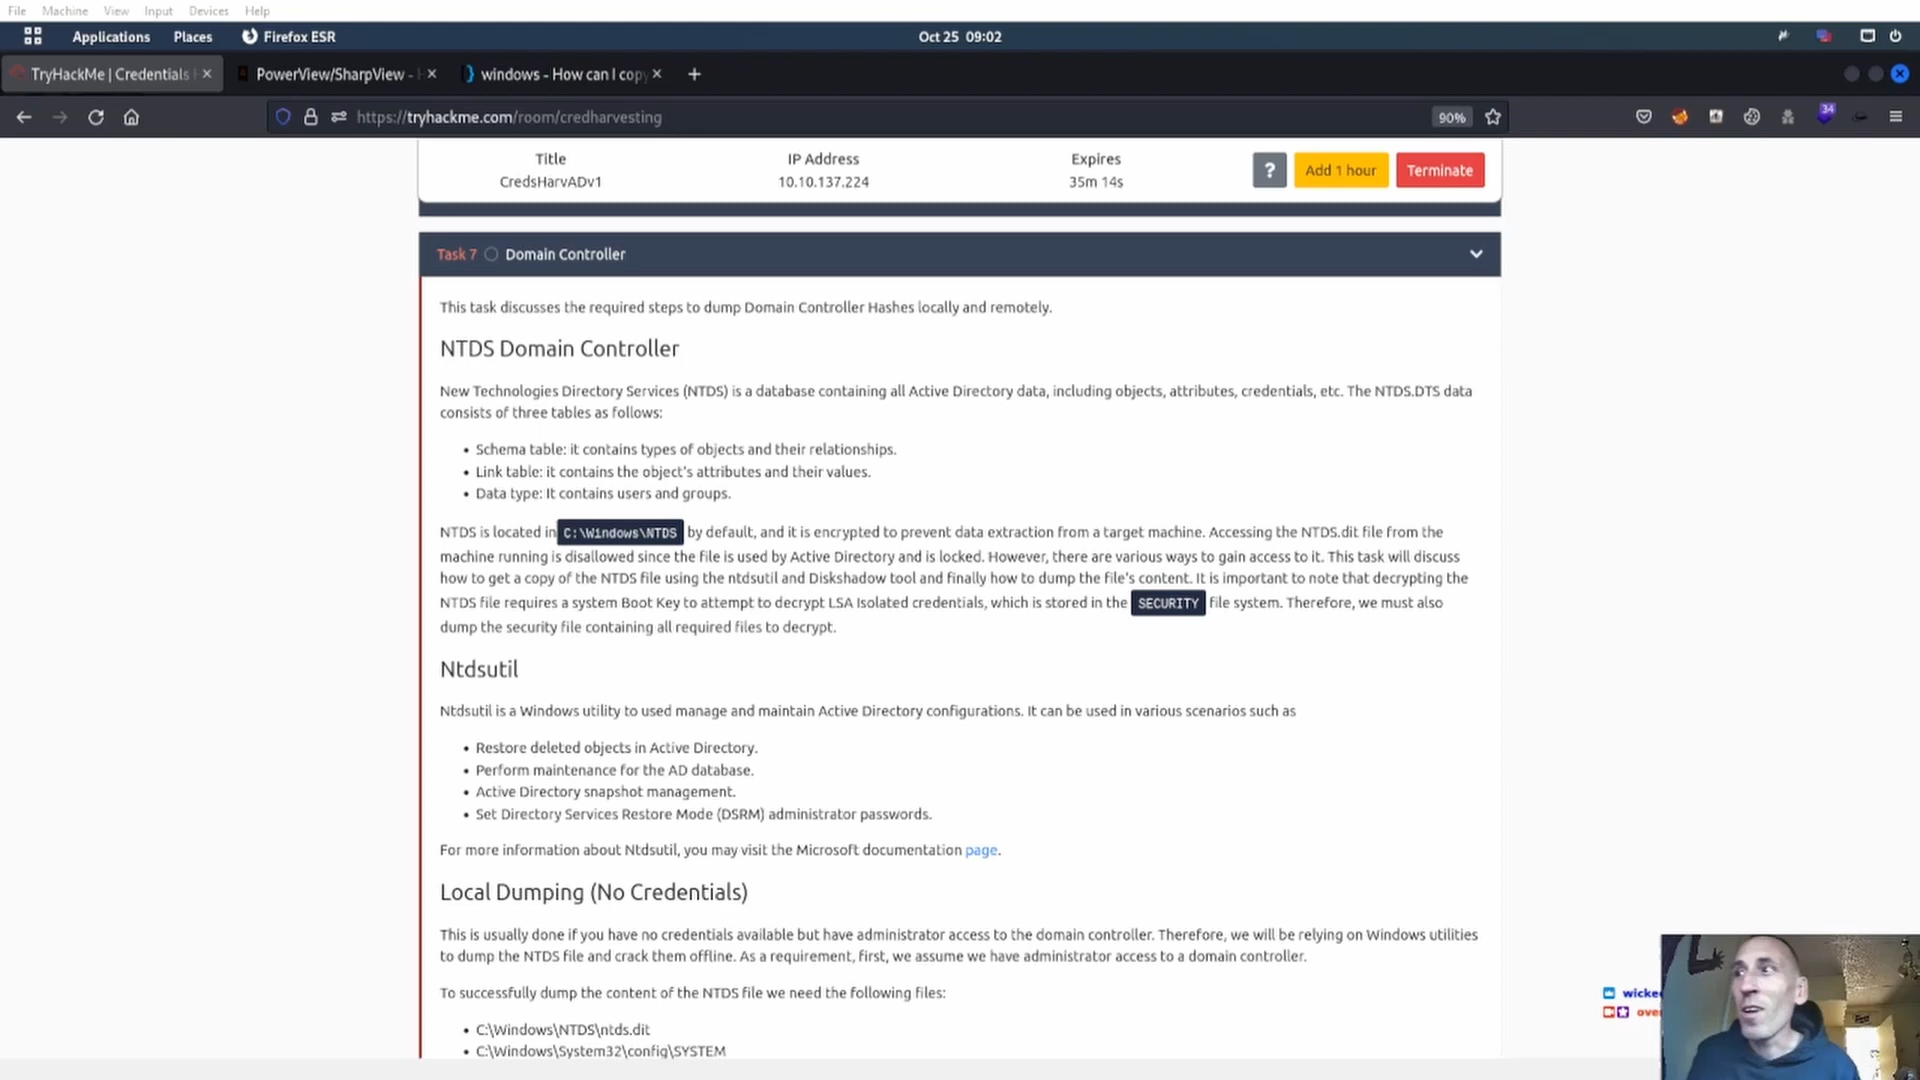 File Machine View Input Devices Help
Applications Places Firefox ESR Oct 25 09:02
TryHackMe | Credentials PowerView/SharpView - windows - How can I copy
https://tryhackme.com/room/credharvesting 90% 34
Title IP Address Expires
CredsHarvADv1 10.10.137.224 35m 14s ? Add 1 hour Terminate
Task 7 Domain Controller
This task discusses the required steps to dump Domain Controller Hashes locally and remotely.
NTDS Domain Controller
New Technologies Directory Services (NTDS) is a database containing all Active Directory data, including objects, attributes, credentials, etc. The NTDS.DTS data
consists of three tables as follows:
• Schema table: it contains types of objects and their relationships.
• Link table: it contains the object's attributes and their values.
• Data type: It contains users and groups.
NTDS is located in C:\Windows\NTDS by default, and it is encrypted to prevent data extraction from a target machine. Accessing the NTDS.dit file from the
machine running is disallowed since the file is used by Active Directory and is locked. However, there are various ways to gain access to it. This task will discuss
how to get a copy of the NTDS file using the ntdsutil and Diskshadow tool and finally how to dump the file's content. It is important to note that decrypting the
NTDS file requires a system Boot Key to attempt to decrypt LSA Isolated credentials, which is stored in the SECURITY file system. Therefore, we must also
dump the security file containing all required files to decrypt.
Ntdsutil
Ntdsutil is a Windows utility to used manage and maintain Active Directory configurations. It can be used in various scenarios such as
• Restore deleted objects in Active Directory.
• Perform maintenance for the AD database.
• Active Directory snapshot management.
• Set Directory Services Restore Mode (DSRM) administrator passwords.
For more information about Ntdsutil, you may visit the Microsoft documentation page.
Local Dumping (No Credentials)
This is usually done if you have no credentials available but have administrator access to the domain controller. Therefore, we will be relying on Windows utilities
to dump the NTDS file and crack them offline. As a requirement, first, we assume we have administrator access to a domain controller.
To successfully dump the content of the NTDS file we need the following files:
• C:\Windows\NTDS\ntds.dit
• C:\Windows\System32\config\SYSTEM
wicke
over